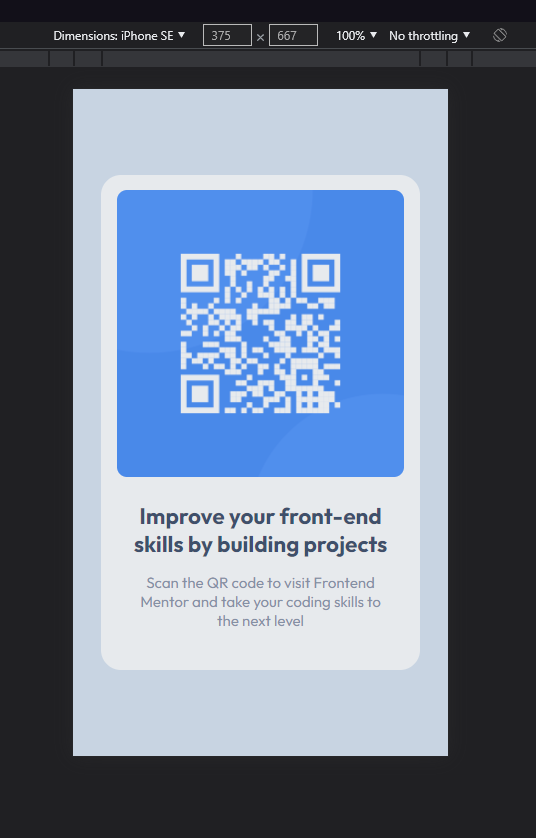 Dimensions: iPhone SE ▼ 375 × 667 100% ▼ No throttling ▼
Improve your front-end
skills by building projects
Scan the QR code to visit Frontend
Mentor and take your coding skills to
the next level